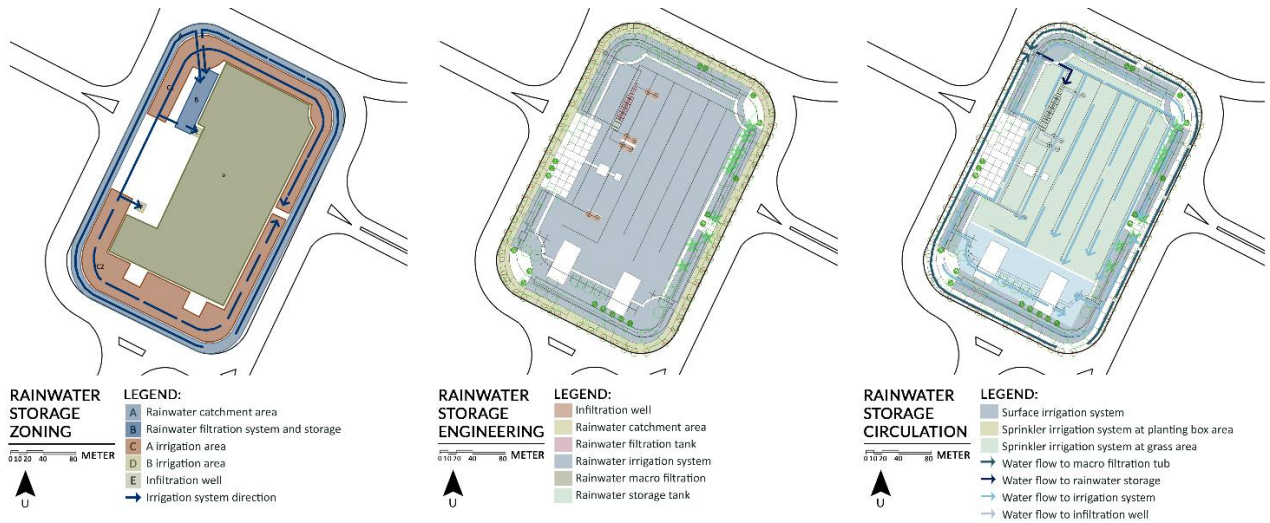 C1
B
C2
RAINWATER
STORAGE
ZONING
0 10 20 40 80 METER
U
LEGEND:
A Rainwater catchment area
B Rainwater filtration system and storage
C A irrigation area
D B irrigation area
E Infiltration well
Irrigation system direction
RAINWATER
STORAGE
ENGINEERING
0 10 20 40 80 METER
U
LEGEND:
Infiltration well
Rainwater catchment area
Rainwater filtration tank
Rainwater irrigation system
Rainwater macro filtration
Rainwater storage tank
RAINWATER
STORAGE
CIRCULATION
0 10 20 40 80 METER
U
LEGEND:
Surface irrigation system
Sprinkler irrigation system at planting box area
Sprinkler irrigation system at grass area
Water flow to macro filtration tub
Water flow to rainwater storage
Water flow to irrigation system
Water flow to infiltration well